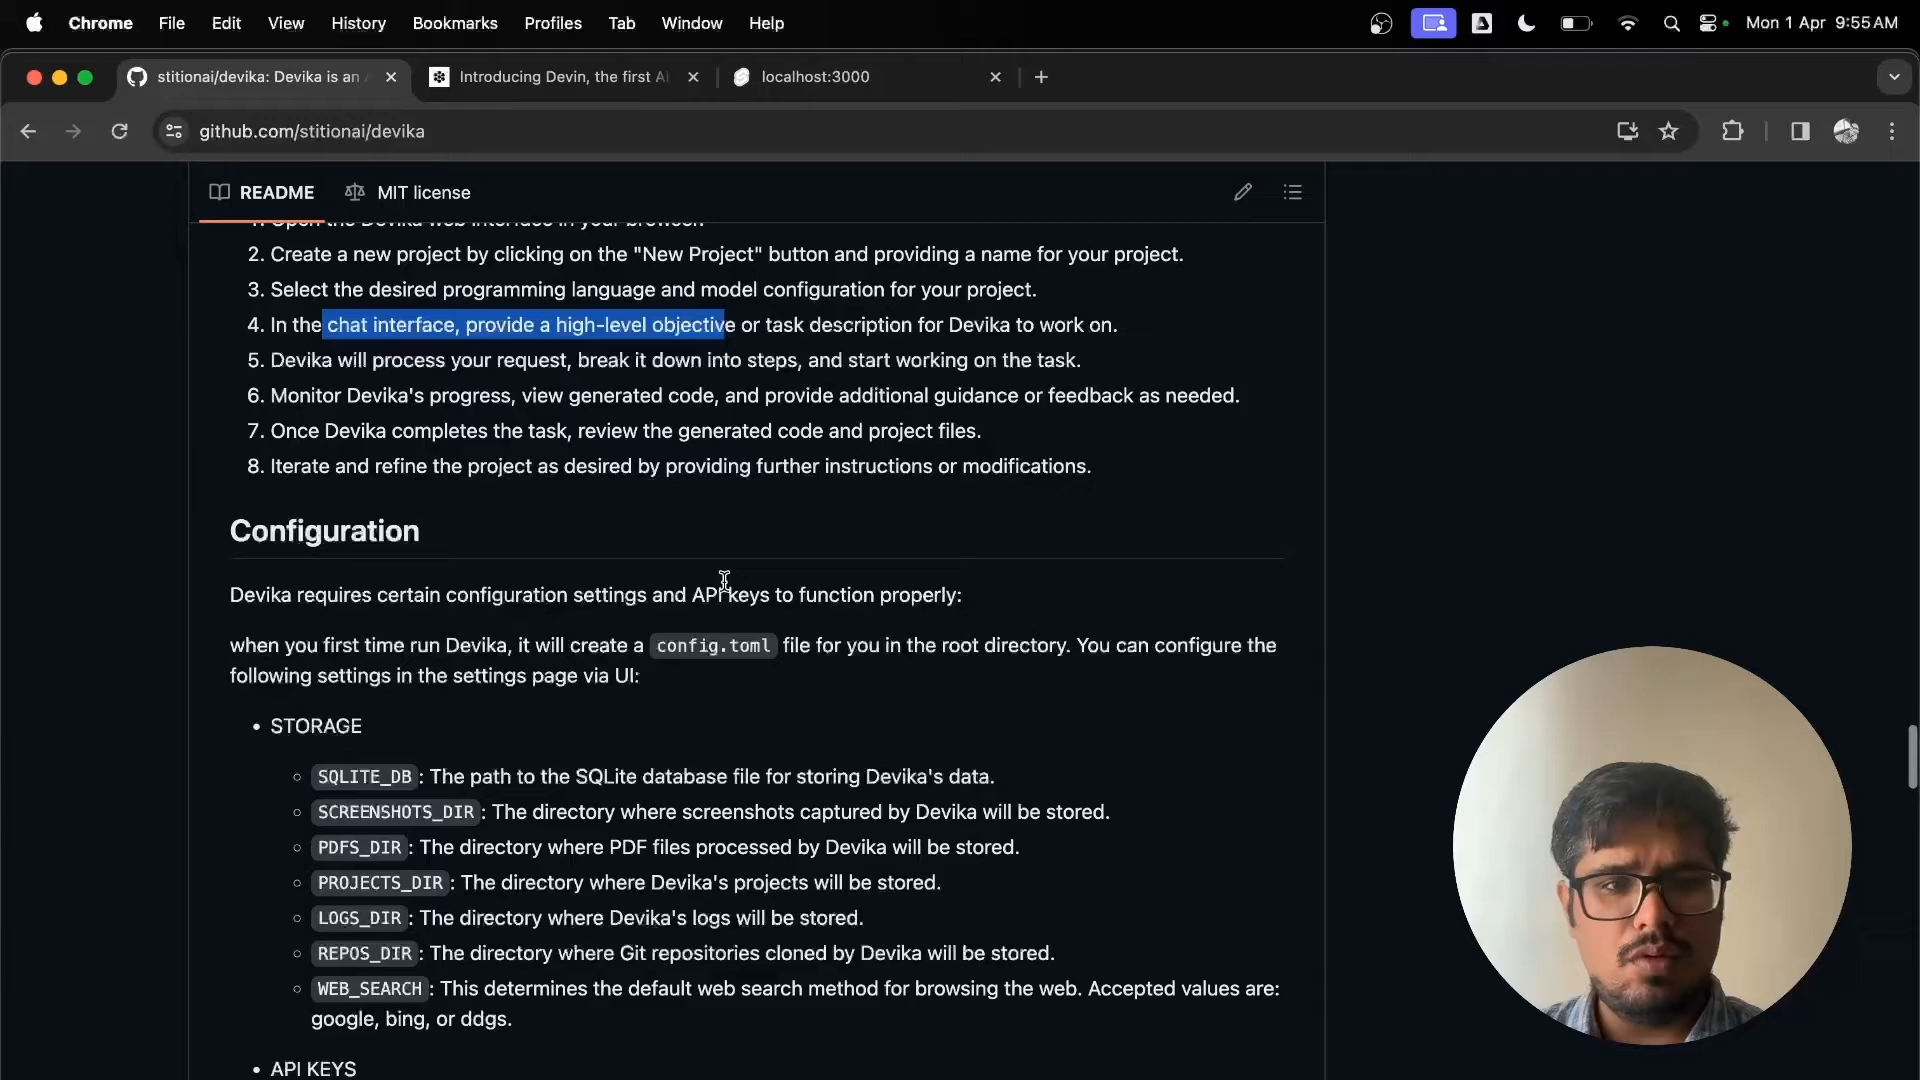 Chrome File Edit View History Bookmarks Profiles Tab Window Help Mon 1 Apr 9:55 AM
stitionai/devika: Devika is an A Introducing Devin, the first AI localhost:3000
github.com/stitionai/devika
README MIT license
1. Open the Devika web interface in your browser.
2. Create a new project by clicking on the "New Project" button and providing a name for your project.
3. Select the desired programming language and model configuration for your project.
4. In the chat interface, provide a high-level objective or task description for Devika to work on.
5. Devika will process your request, break it down into steps, and start working on the task.
6. Monitor Devika's progress, view generated code, and provide additional guidance or feedback as needed.
7. Once Devika completes the task, review the generated code and project files.
8. Iterate and refine the project as desired by providing further instructions or modifications.
Configuration
Devika requires certain configuration settings and API keys to function properly:
when you first time run Devika, it will create a config.toml file for you in the root directory. You can configure the
following settings in the settings page via UI:
• STORAGE
◦ SQLITE_DB: The path to the SQLite database file for storing Devika's data.
◦ SCREENSHOTS_DIR: The directory where screenshots captured by Devika will be stored.
◦ PDFS_DIR: The directory where PDF files processed by Devika will be stored.
◦ PROJECTS_DIR: The directory where Devika's projects will be stored.
◦ LOGS_DIR: The directory where Devika's logs will be stored.
◦ REPOS_DIR: The directory where Git repositories cloned by Devika will be stored.
◦ WEB_SEARCH: This determines the default web search method for browsing the web. Accepted values are:
google, bing, or ddgs.
• API KEYS